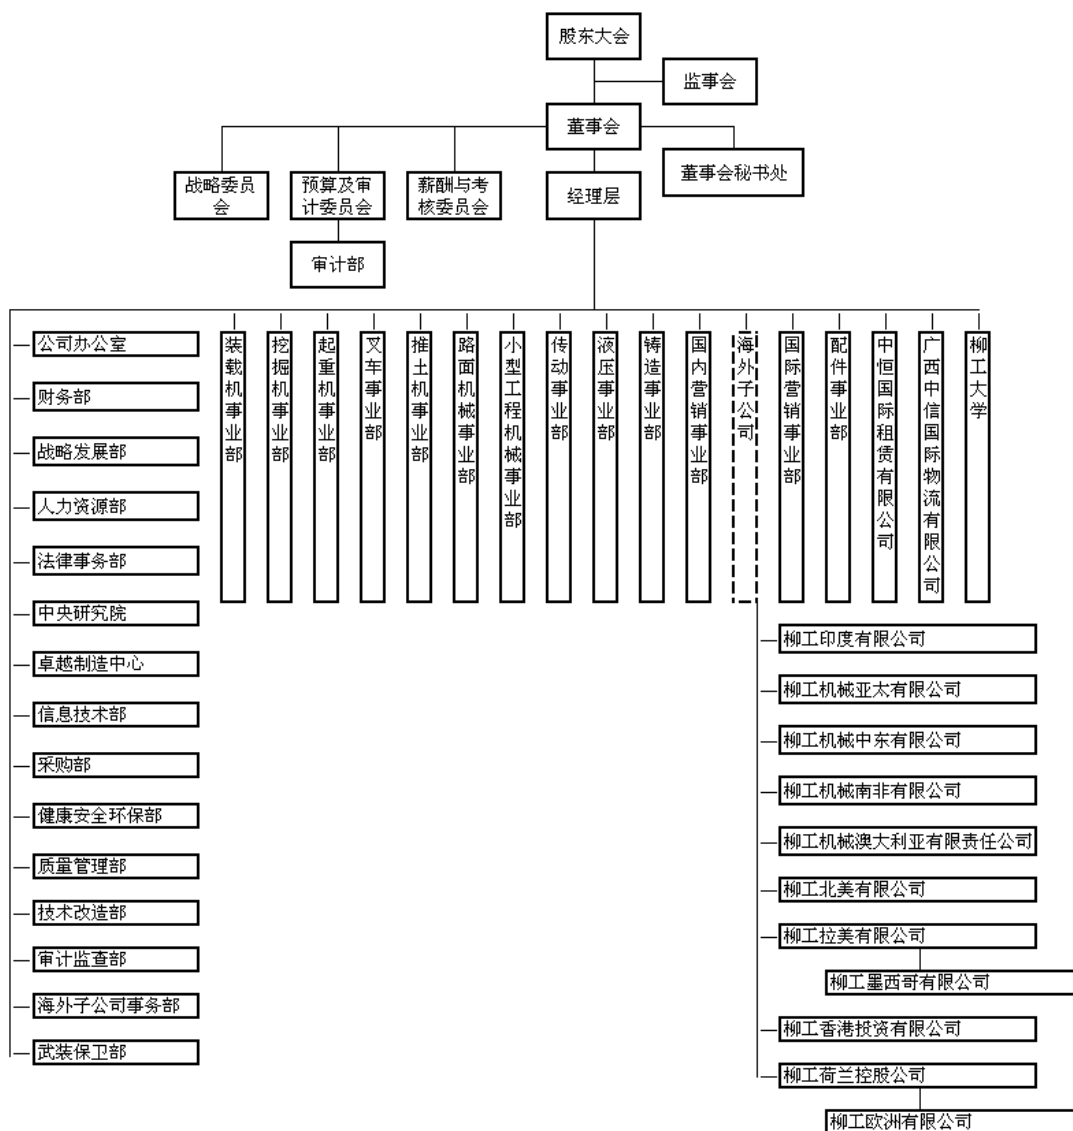 股东大会
监事会
董事会
董事会秘书处
战略委员
会
预算及审
计委员会
薪酬与考
核委员会
经理层
审计部
公司办公室
财务部
战略发展部
人力资源部
法律事务部
中央研究院
卓越制造中心
信息技术部
采购部
健康安全环保部
质量管理部
技术改造部
审计监查部
海外子公司事务部
武装保卫部
装载机事业部
挖掘机事业部
起重机事业部
叉车事业部
推土机事业部
路面机械事业部
小型工程机械事业部
传动事业部
液压事业部
铸造事业部
国内营销事业部
海外子公司
国际营销事业部
配件事业部
中恒国际租赁有限公司
广西中信国际物流有限公司
柳工大学
柳工印度有限公司
柳工机械亚太有限公司
柳工机械中东有限公司
柳工机械南非有限公司
柳工机械澳大利亚有限责任公司
柳工北美有限公司
柳工拉美有限公司
柳工墨西哥有限公司
柳工香港投资有限公司
柳工荷兰控股公司
柳工欧洲有限公司